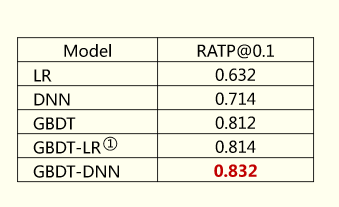 Model RATP@0.1
LR 0.632
DNN 0.714
GBDT 0.812
GBDT-LR① 0.814
GBDT-DNN 0.832